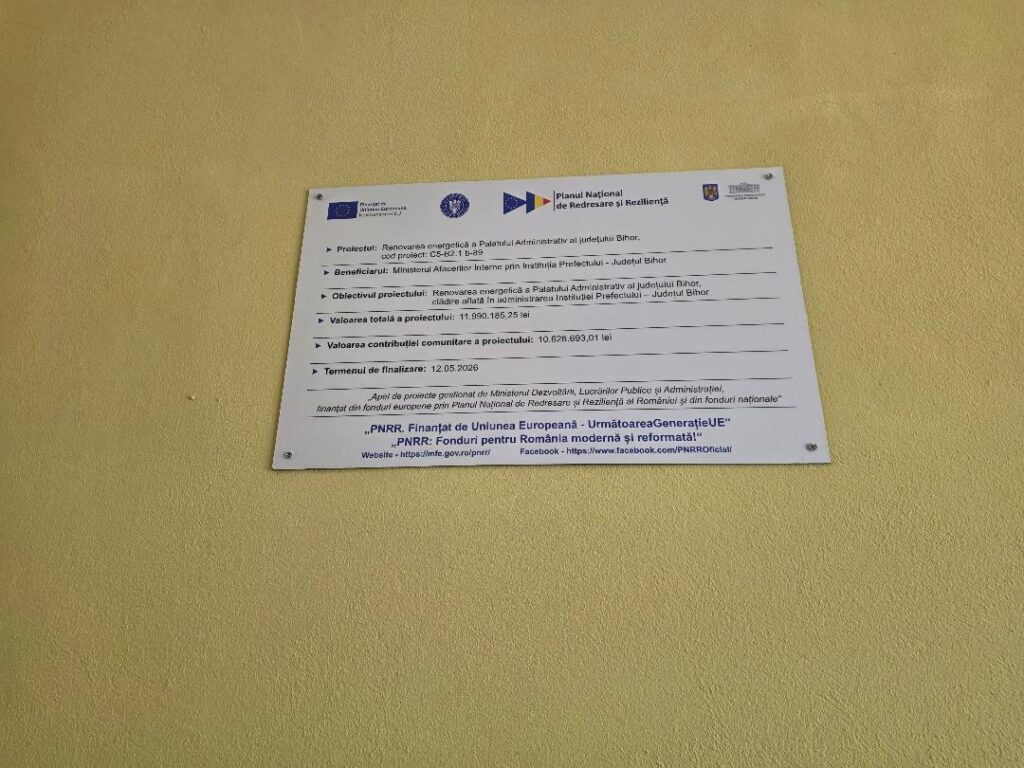 Finanțat de
Uniunea Europeană
NextGenerationEU
Planul Național
de Redresare și Reziliență
Proiectul: Renovarea energetică a Palatului Administrativ al județului Bihor,
cod proiect: C5-B2.1.b-89
Beneficiarul: Ministerul Afacerilor Interne prin Instituția Prefectului - Județul Bihor
Obiectivul proiectului: Renovarea energetică a Palatului Administrativ al județului Bihor,
clădire aflată în administrarea Instituției Prefectului – Județul Bihor
Valoarea totală a proiectului: 11.990.185,25 lei
Valoarea contribuției comunitare a proiectului: 10.626.693,01 lei
Termenul de finalizare: 12.05.2026
„Apel de proiecte gestionat de Ministerul Dezvoltării, Lucrărilor Publice și Administrației,
finanțat din fonduri europene prin Planul Național de Redresare și Reziliență al României și din fonduri naționale"
„PNRR. Finanțat de Uniunea Europeană - UrmătoareaGenerațieUE"
„PNRR: Fonduri pentru România modernă și reformată!"
Website - https://mfe.gov.ro/pnrr/ Facebook - https://www.facebook.com/PNRROficial/